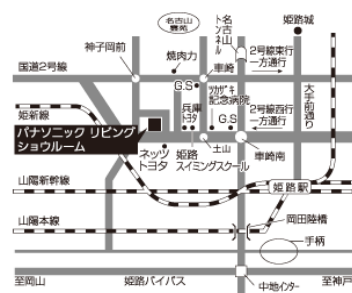 名古山
霊苑
名古山
トンネル
姫路城
神子岡前
焼肉力
車崎
2号線東行
一方通行
国道2号線
G.S
ツカザキ
記念病院
大手前通り
姫新線
兵庫
トヨタ
G.S
2号線西行
一方通行
パナソニック リビング
ショウルーム
土山
ネッツ
トヨタ
姫路
スイミングスクール
車崎南
山陽新幹線
姫路駅
山陽本線
岡田陸橋
手柄
至岡山
姫路バイパス
至神戸
中地インター